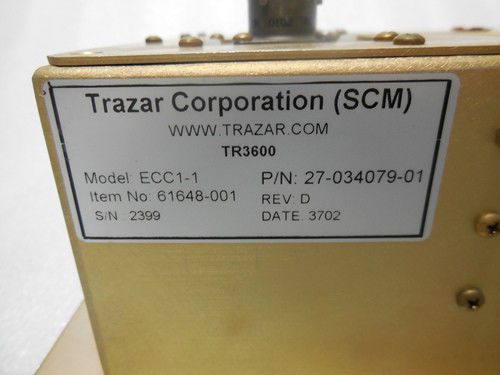 Trazar Corporation (SCM)
WWW.TRAZAR.COM
TR3600
Model: ECC1-1 P/N: 27-034079-01
Item No: 61648-001 REV: D
S/N : 2399 DATE: 3702